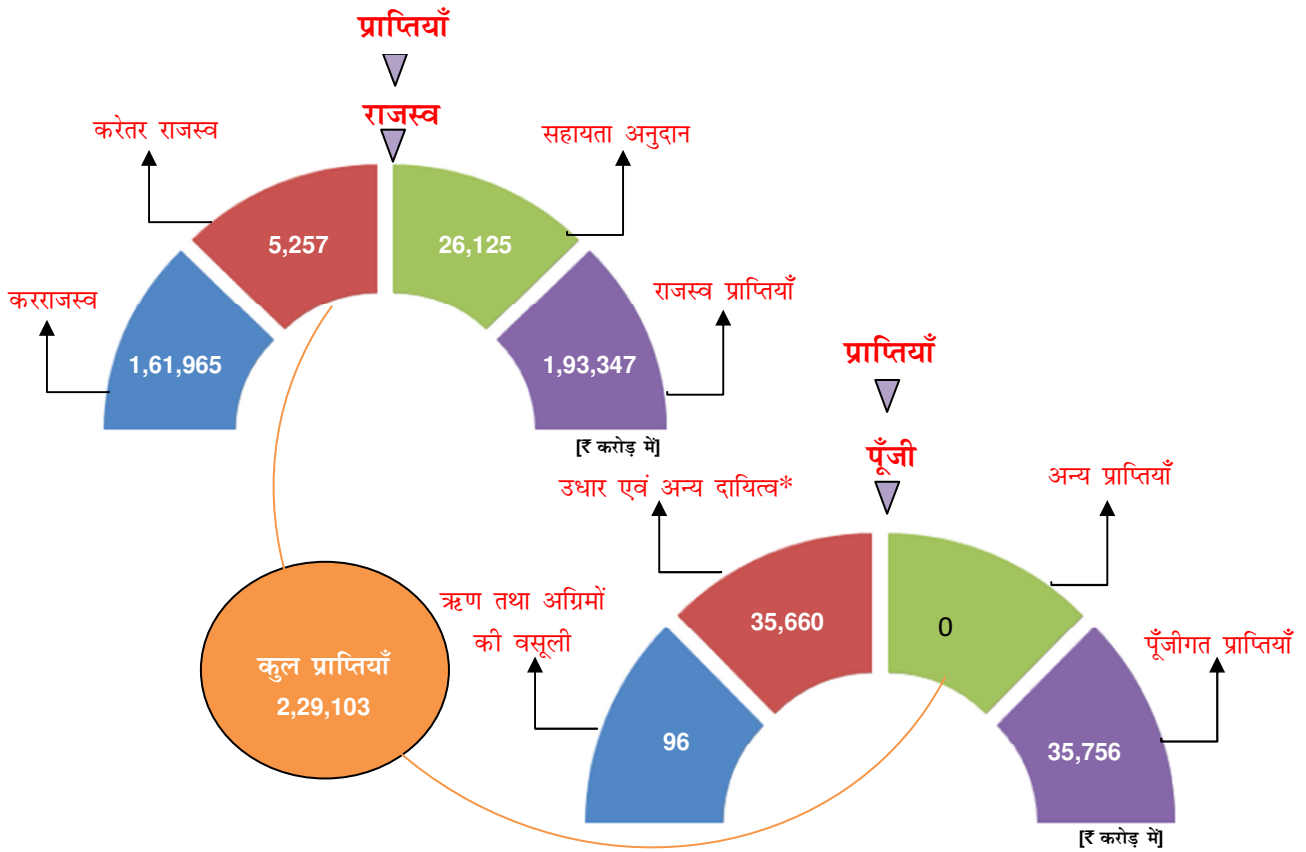 प्राप्तियाँ
राजस्व
करेतर राजस्व
सहायता अनुदान
5,257
26,125
करराजस्व
राजस्व प्राप्तियाँ
1,61,965
1,93,347
[₹ करोड़ में]
प्राप्तियाँ
पूँजी
उधार एवं अन्य दायित्व*
अन्य प्राप्तियाँ
ऋण तथा अग्रिमों
की वसूली
35,660
0
पूँजीगत प्राप्तियाँ
96
35,756
[₹ करोड़ में]
कुल प्राप्तियाँ
2,29,103